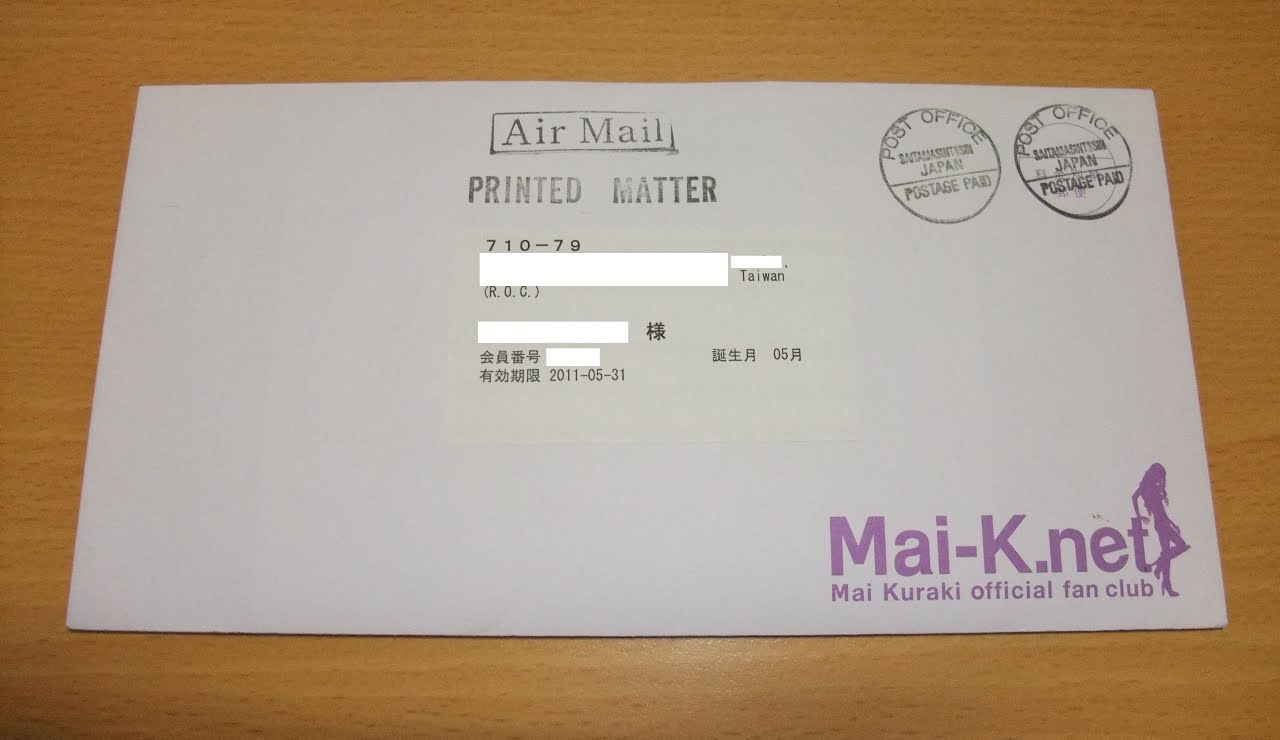 Air Mail
PRINTED MATTER
POST OFFICE
JAPAN
POSTAGE PAID
POST OFFICE
JAPAN
POSTAGE PAID
710-79
Taiwan
(R.O.C.)
様
会員番号
誕生月 05月
有効期限 2011-05-31
Mai-K.net
Mai Kuraki official fan club